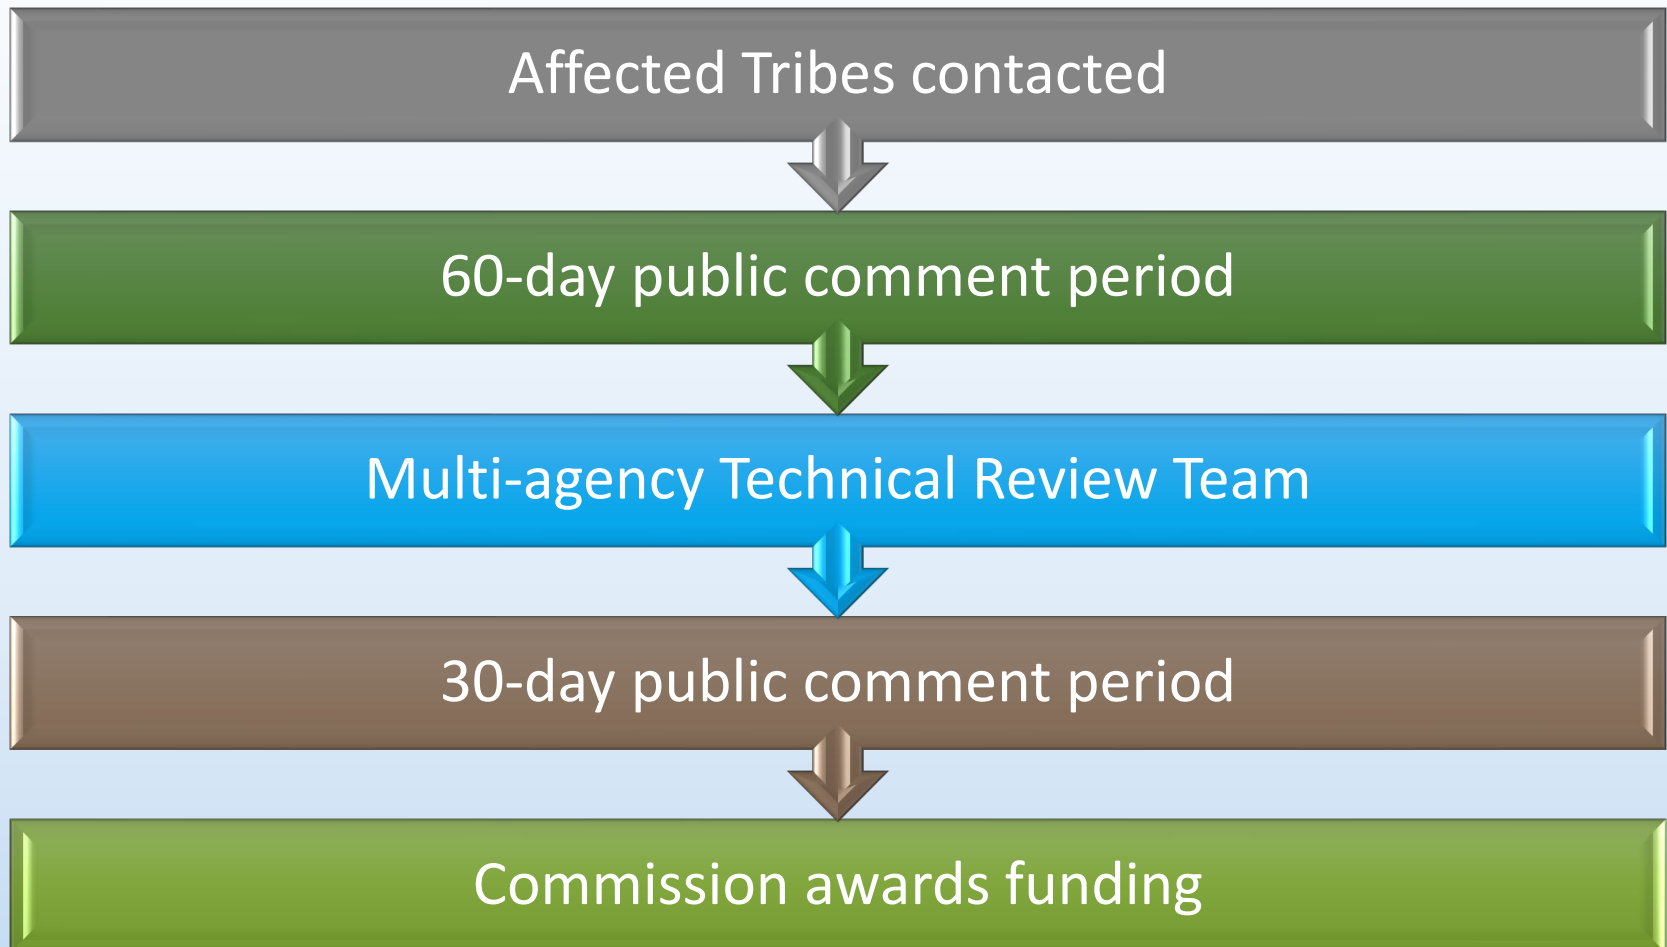 Affected Tribes contacted
60-day public comment period
Multi-agency Technical Review Team
30-day public comment period
Commission awards funding